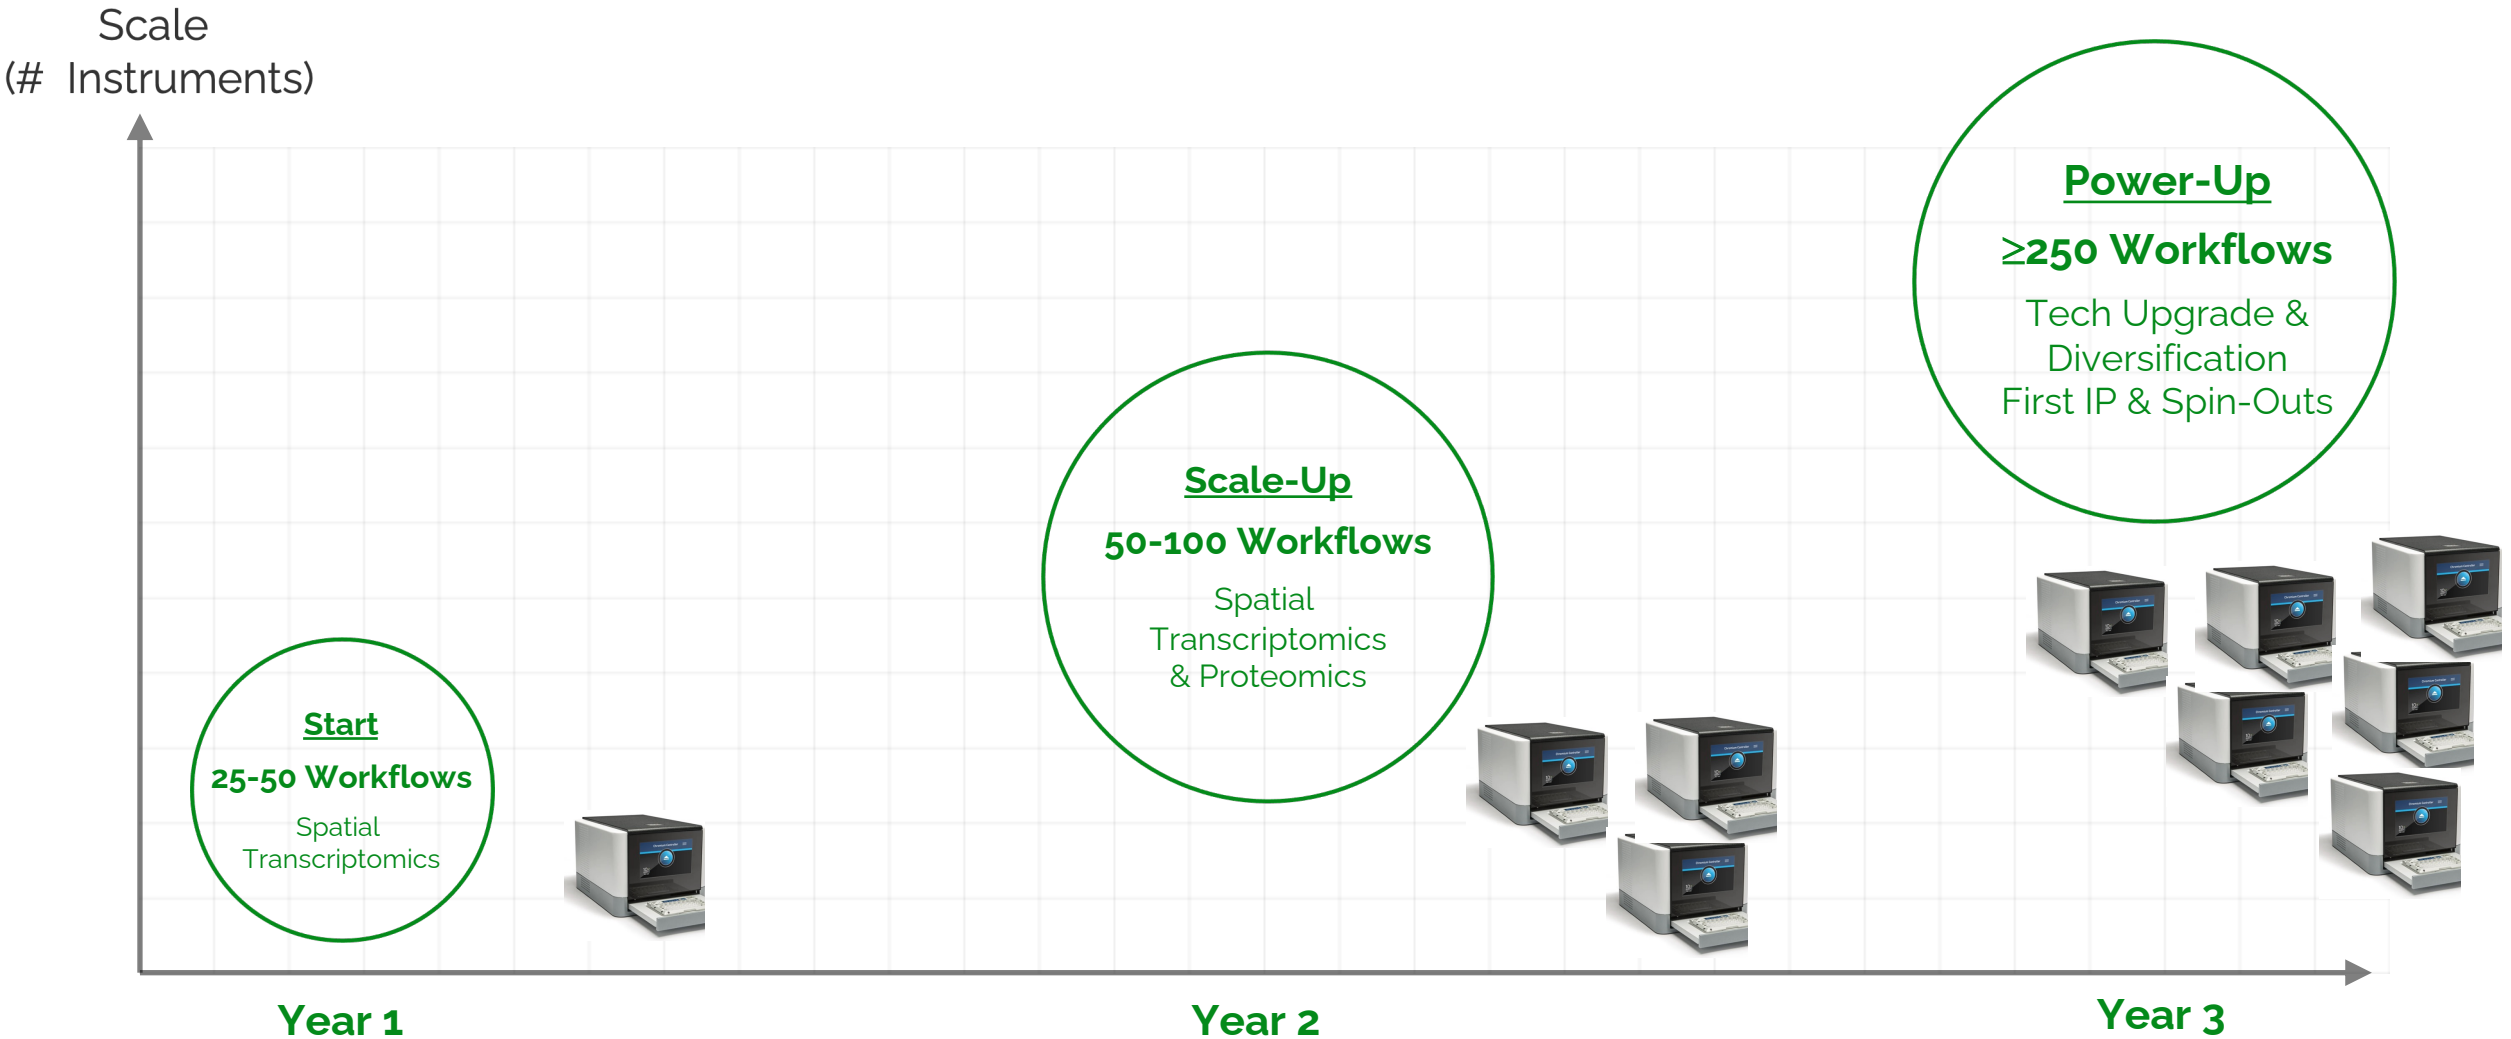 Scale
(# Instruments)
Power-Up
≥250 Workflows
Tech Upgrade &
Diversification
First IP & Spin-Outs
Scale-Up
50-100 Workflows
Spatial
Transcriptomics
& Proteomics
Start
25-50 Workflows
Spatial
Transcriptomics
Year 1
Year 2
Year 3